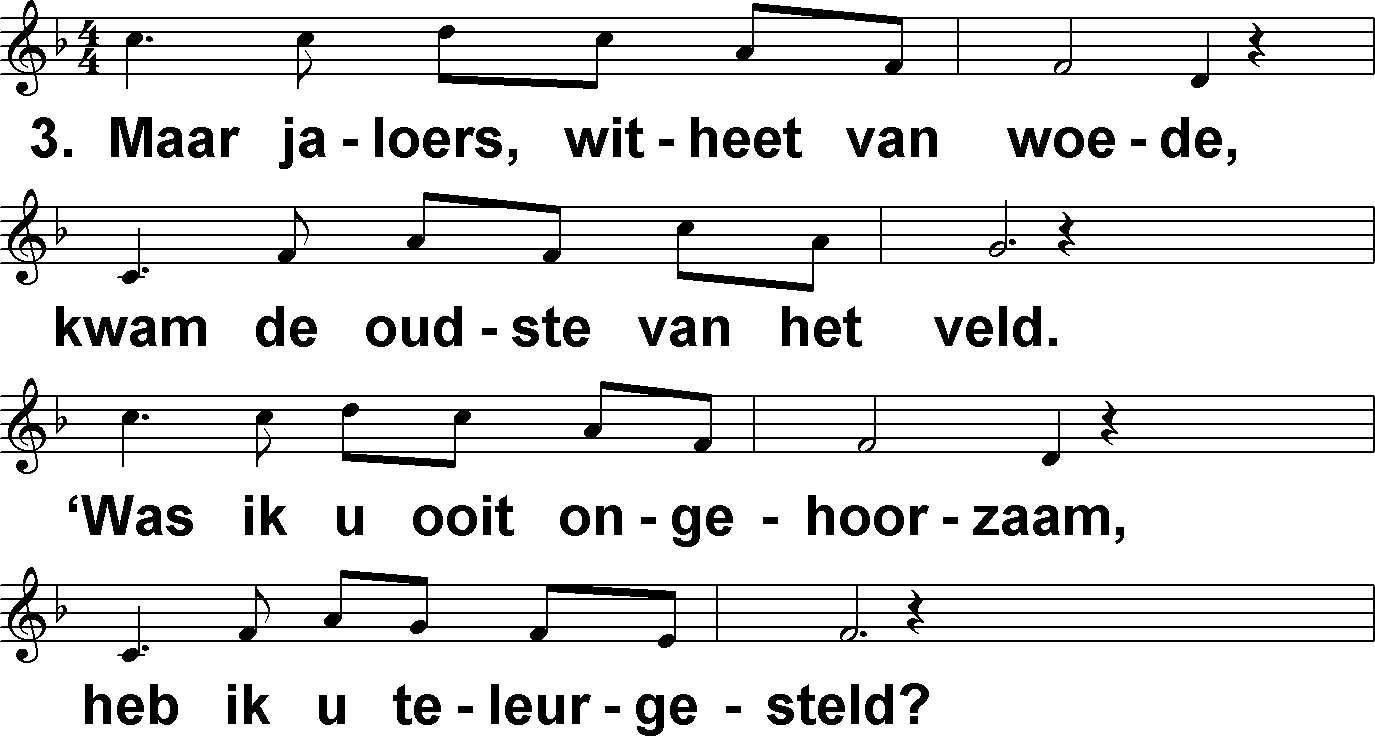 3. Maar ja - loers, wit - heet van woe - de,
kwam de oud - ste van het veld.
‘Was ik u ooit on - ge - hoor - zaam,
heb ik u te - leur - ge - steld?